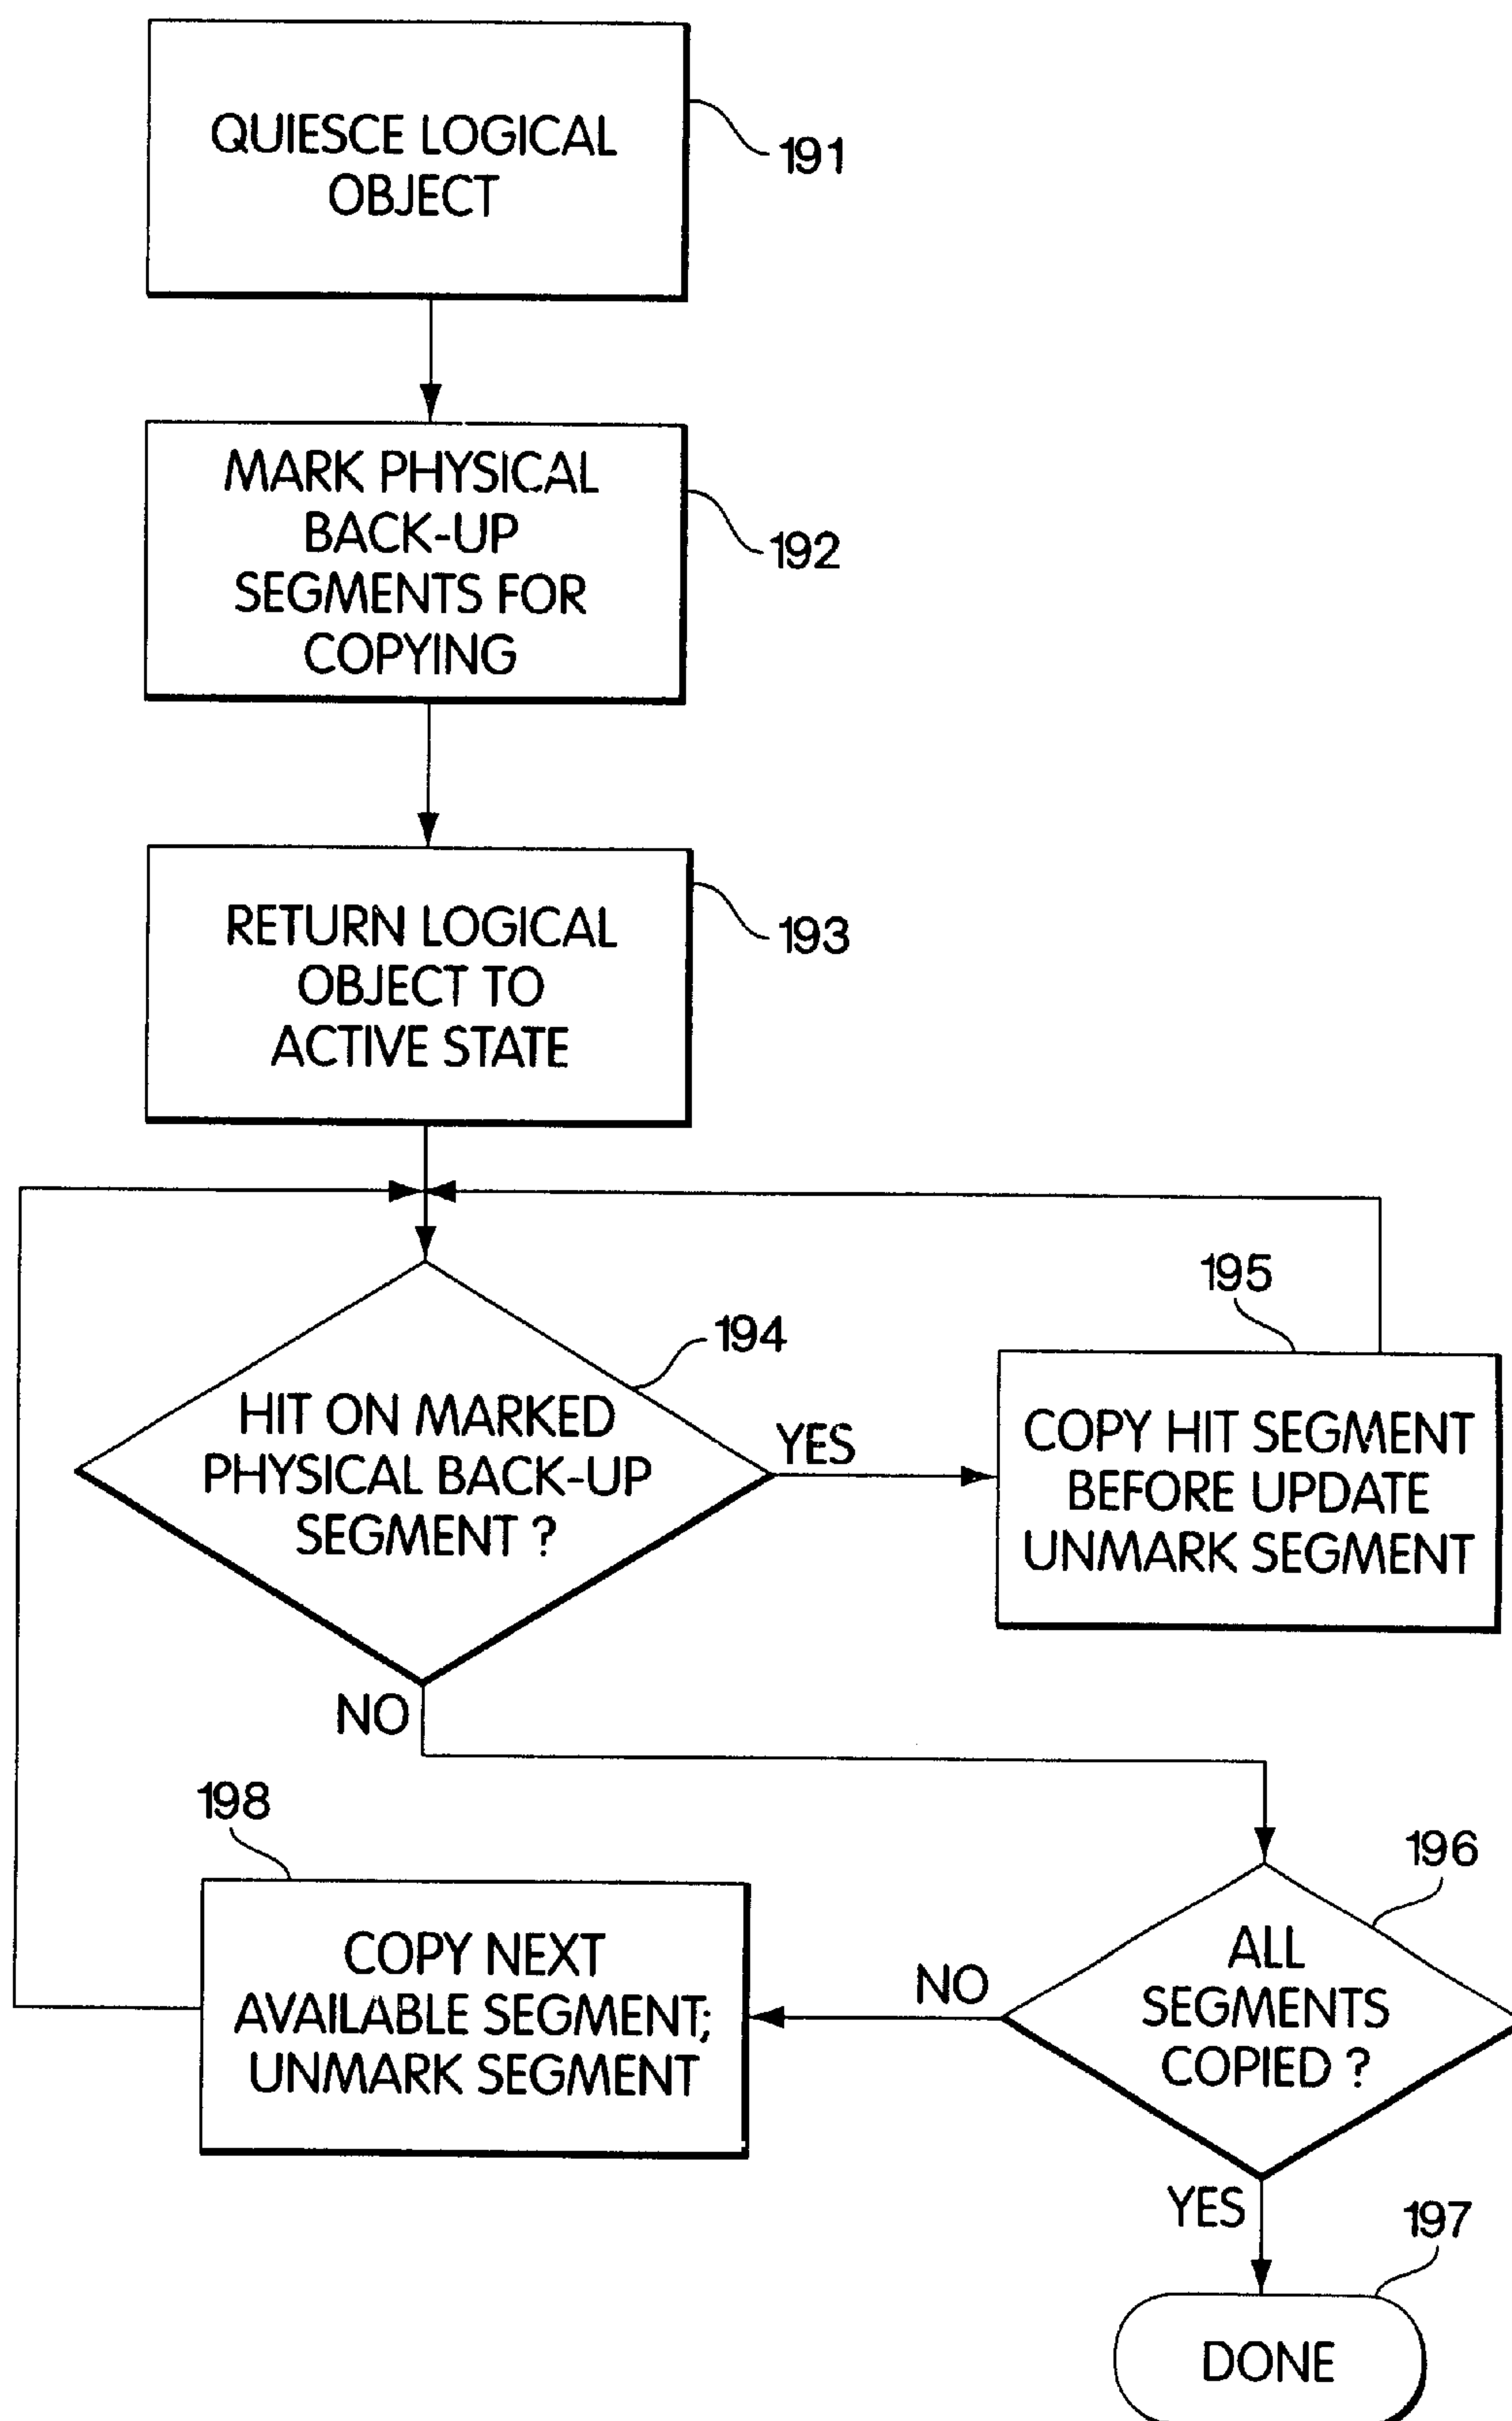 QUIESCE LOGICAL
OBJECT
191
MARK PHYSICAL
BACK-UP
SEGMENTS FOR
COPYING
192
RETURN LOGICAL
OBJECT TO
ACTIVE STATE
193
194
HIT ON MARKED
PHYSICAL BACK-UP
SEGMENT ?
YES
195
COPY HIT SEGMENT
BEFORE UPDATE
UNMARK SEGMENT
NO
196
ALL
SEGMENTS
COPIED ?
NO
198
COPY NEXT
AVAILABLE SEGMENT;
UNMARK SEGMENT
YES
197
DONE